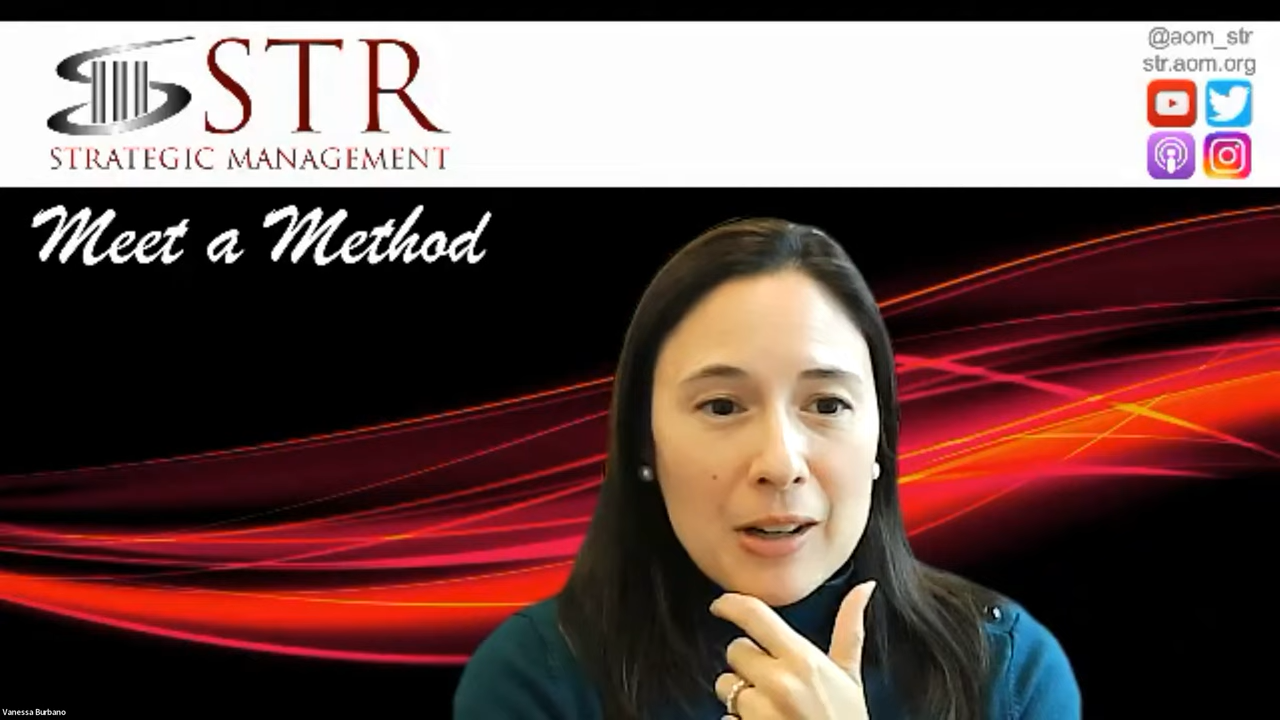 STR
STRATEGIC MANAGEMENT
@aom_str
str.aom.org
Meet a Method
Vanessa Burbano